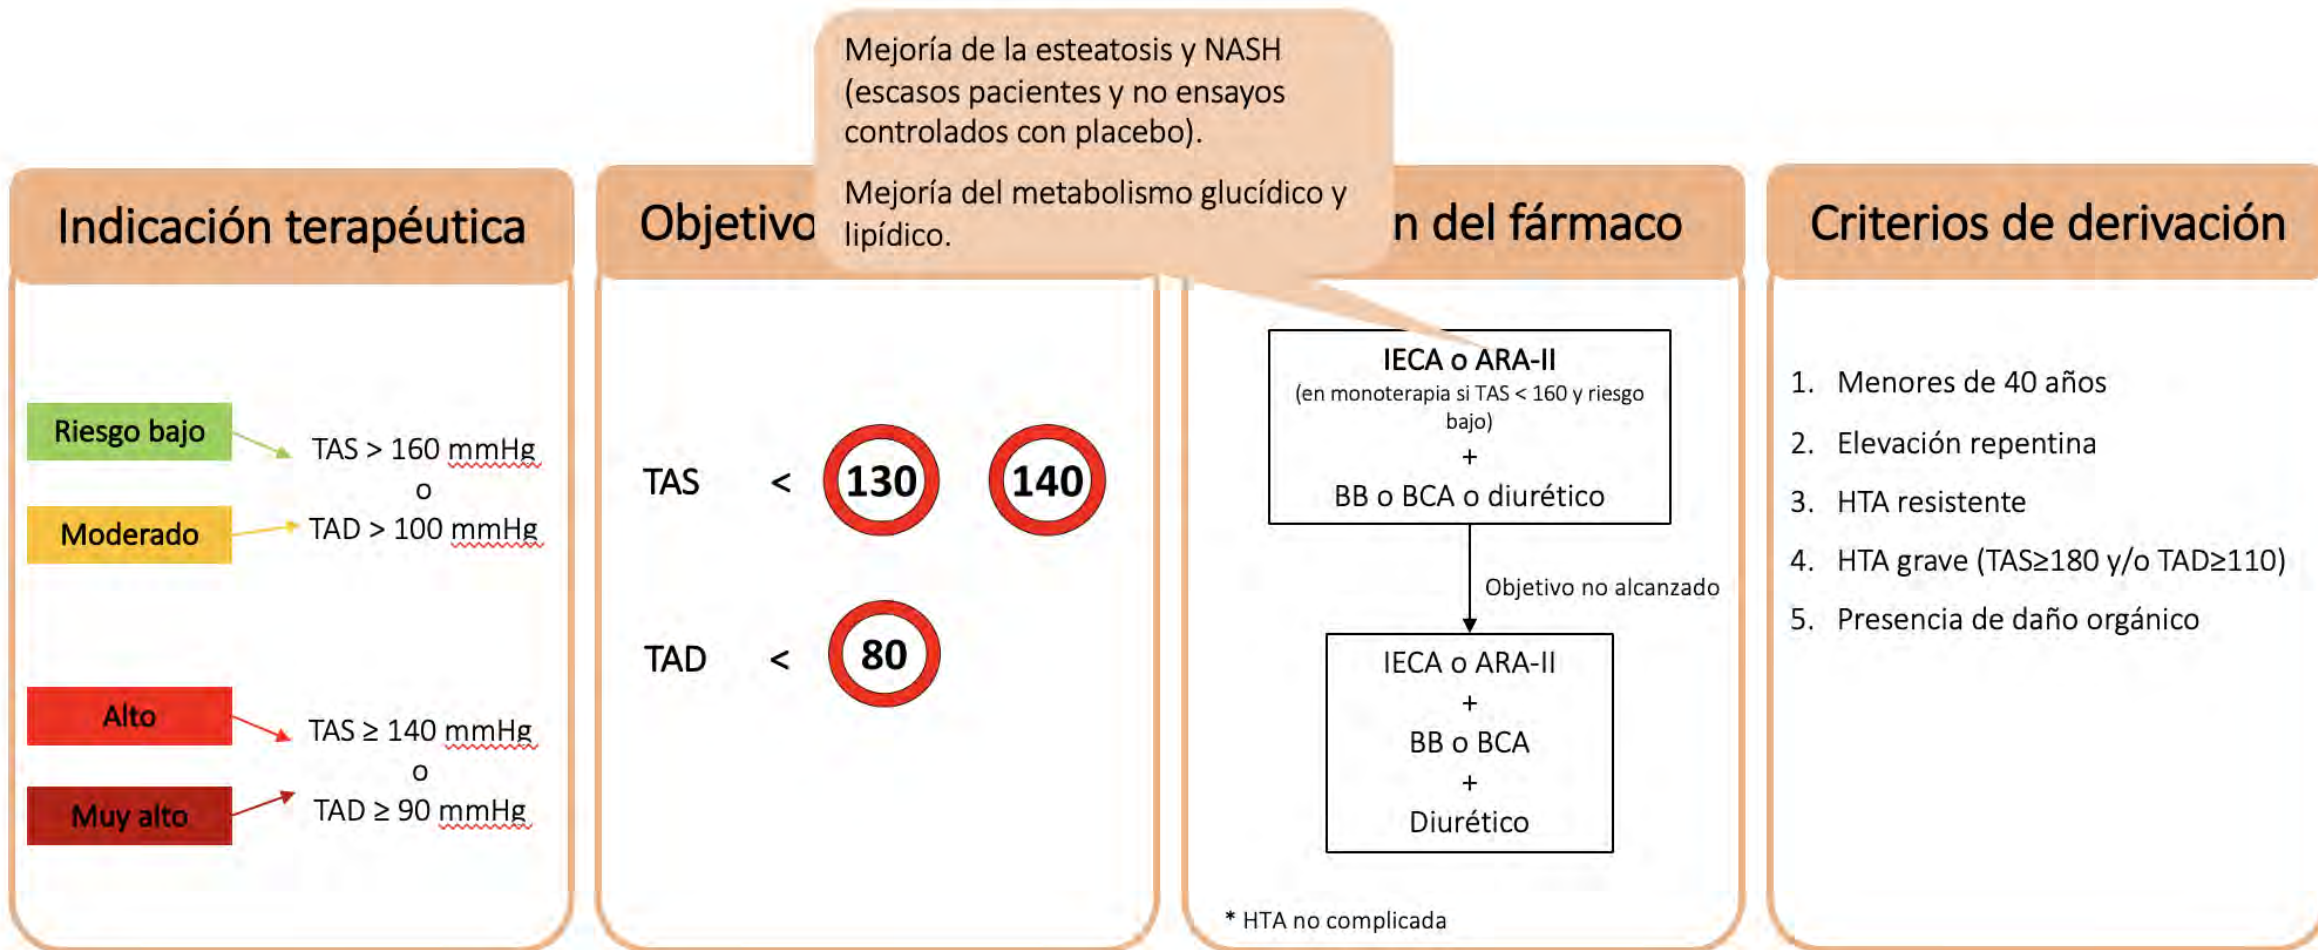 Mejoría de la esteatosis y NASH
(escasos pacientes y no ensayos
controlados con placebo).
Mejoría del metabolismo glucídico y
lipídico.
Indicación terapéutica
Riesgo bajo
Moderado
TAS > 160 mmHg
o
TAD > 100 mmHg
Alto
Muy alto
TAS ≥ 140 mmHg
o
TAD ≥ 90 mmHg
Objetivo
TAS < 130 140
TAD < 80
n del fármaco
IECA o ARA-II
(en monoterapia si TAS < 160 y riesgo
bajo)
+
BB o BCA o diurético
Objetivo no alcanzado
IECA o ARA-II
+
BB o BCA
+
Diurético
* HTA no complicada
Criterios de derivación
1. Menores de 40 años
2. Elevación repentina
3. HTA resistente
4. HTA grave (TAS≥180 y/o TAD≥110)
5. Presencia de daño orgánico